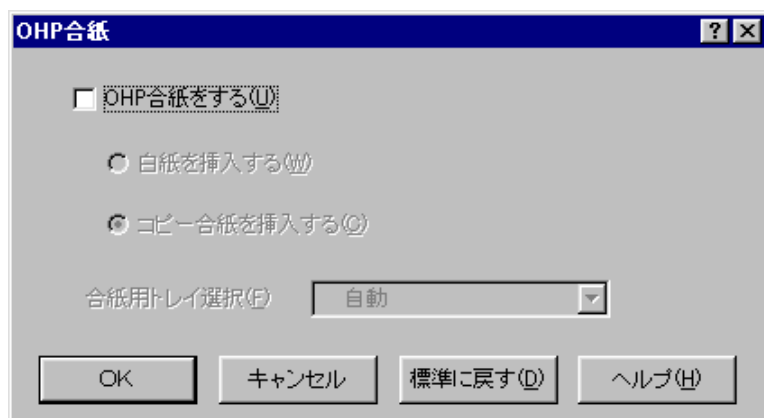 OHP合紙
OHP合紙をする(U)
白紙を挿入する(W)
コピー合紙を挿入する(C)
合紙用トレイ選択(F) 自動
OK キャンセル 標準に戻す(D) ヘルプ(H)